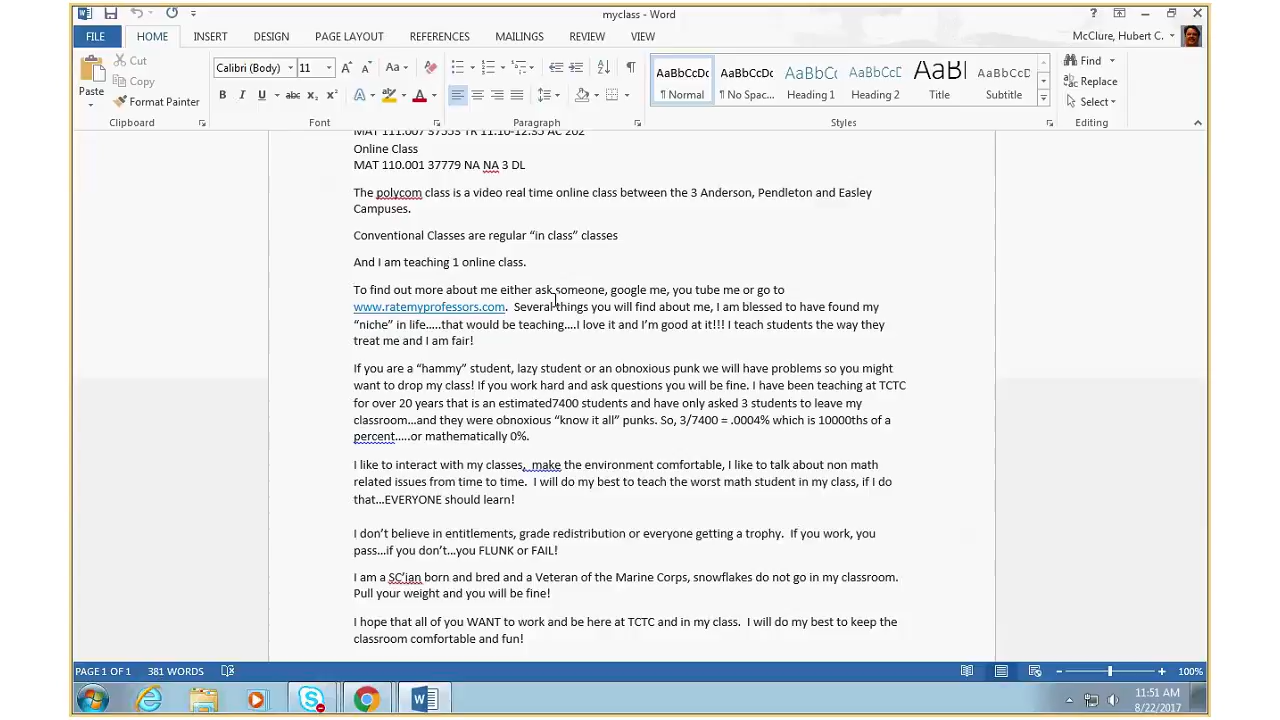 myclass - Word
FILE HOME INSERT DESIGN PAGE LAYOUT REFERENCES MAILINGS REVIEW VIEW McClure, Hubert C.
Paste
Cut
Copy
Format Painter
Clipboard
Calibri (Body) 11 Aa
B I U abc x₂ x² A A
Font
Paragraph
AaBbCcDc AaBbCcDc AaBbCc AaBbCcD AaBl AaBbCcD
¶ Normal ¶ No Spac... Heading 1 Heading 2 Title Subtitle
Styles
Find
Replace
Select
Editing
MAT 111.007 37553 TR 11:10-12:35 AC 202
Online Class
MAT 110.001 37779 NA NA 3 DL
The polycom class is a video real time online class between the 3 Anderson, Pendleton and Easley
Campuses.
Conventional Classes are regular “in class” classes
And I am teaching 1 online class.
To find out more about me either ask someone, google me, you tube me or go to
www.ratemyprofessors.com. Several things you will find about me, I am blessed to have found my
“niche” in life.....that would be teaching....I love it and I’m good at it!!! I teach students the way they
treat me and I am fair!
If you are a “hammy” student, lazy student or an obnoxious punk we will have problems so you might
want to drop my class! If you work hard and ask questions you will be fine. I have been teaching at TCTC
for over 20 years that is an estimated7400 students and have only asked 3 students to leave my
classroom…and they were obnoxious “know it all” punks. So, 3/7400 = .0004% which is 10000ths of a
percent…..or mathematically 0%.
I like to interact with my classes, make the environment comfortable, I like to talk about non math
related issues from time to time. I will do my best to teach the worst math student in my class, if I do
that…EVERYONE should learn!
I don’t believe in entitlements, grade redistribution or everyone getting a trophy. If you work, you
pass…if you don’t…you FLUNK or FAIL!
I am a SC’ian born and bred and a Veteran of the Marine Corps, snowflakes do not go in my classroom.
Pull your weight and you will be fine!
I hope that all of you WANT to work and be here at TCTC and in my class. I will do my best to keep the
classroom comfortable and fun!
PAGE 1 OF 1 381 WORDS 100%
11:51 AM
8/22/2017